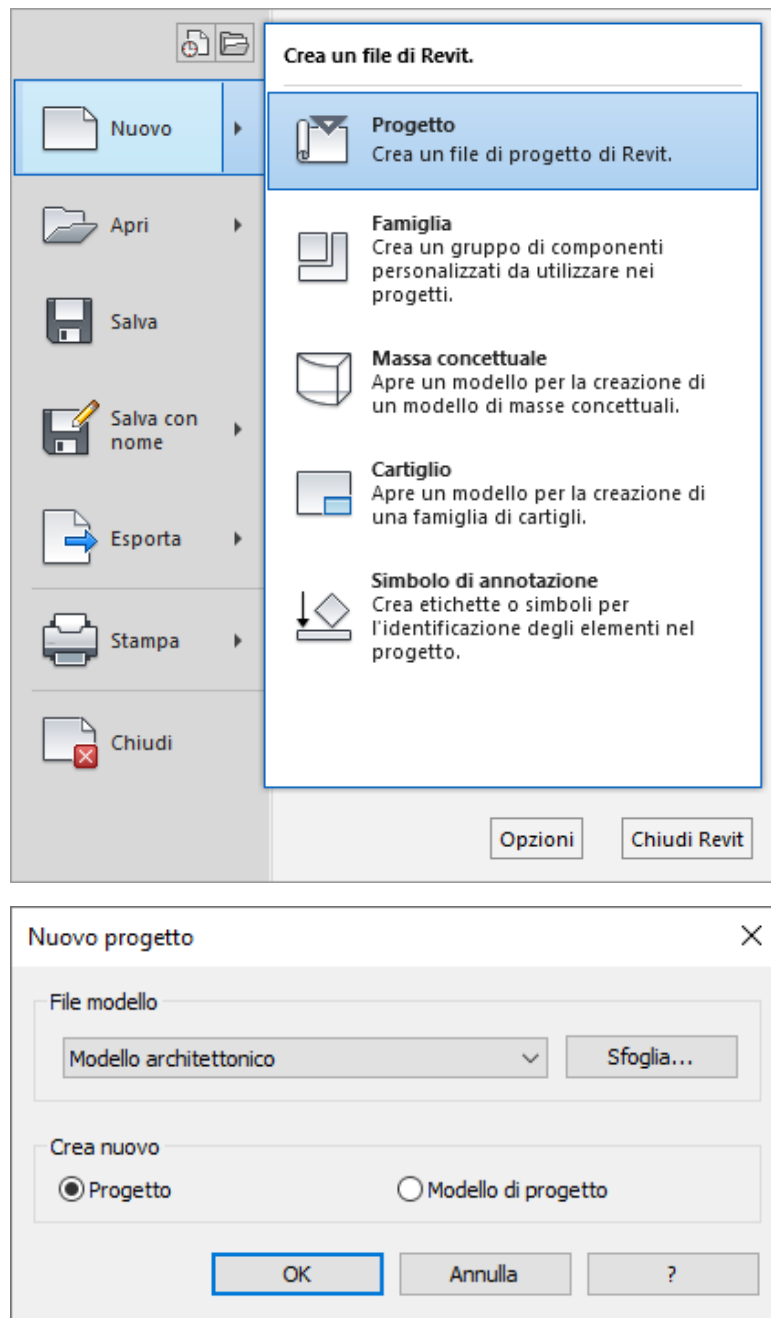 Crea un file di Revit.
Nuovo
Progetto
Crea un file di progetto di Revit.
Apri
Famiglia
Crea un gruppo di componenti
personalizzati da utilizzare nei
progetti.
Salva
Massa concettuale
Apre un modello per la creazione di
un modello di masse concettuali.
Salva con
nome
Cartiglio
Apre un modello per la creazione di
una famiglia di cartigli.
Esporta
Simbolo di annotazione
Crea etichette o simboli per
l'identificazione degli elementi nel
progetto.
Stampa
Chiudi
Opzioni
Chiudi Revit
Nuovo progetto
File modello
Modello architettonico
Sfoglia...
Crea nuovo
Progetto
Modello di progetto
OK
Annulla
?